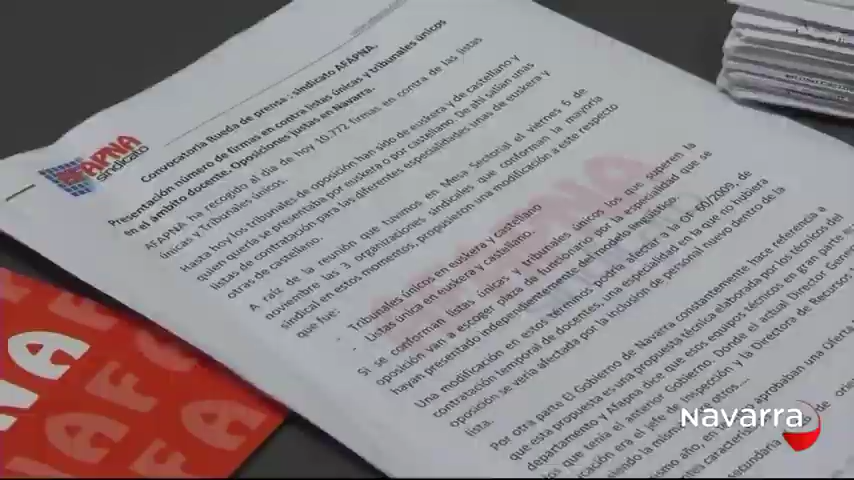 AFAPNA
sindicato
Convocatoria Rueda de prensa : sindicato AFAPNA.
Presentación número de firmas en contra listas únicas y tribunales únicos
en el ámbito docente. Oposiciones justas en Navarra.
AFAPNA ha recogido al día de hoy 10.772 firmas en contra de las listas
únicas y Tribunales únicos.
Hasta hoy los tribunales de oposición han sido de euskera y de castellano y
quien quería se presentaba por euskera o por castellano. De ahí salían unas
listas de contratación para las diferentes especialidades unas de euskera y
otras de castellano.
A raíz de la reunión que tuvimos en Mesa Sectorial el viernes 6 de
noviembre las 3 organizaciones sindicales que conforman la mayoría
sindical en estos momentos, propusieron una modificación a este respecto
que fue:
- Tribunales únicos en euskera y castellano
- Listas única en euskera y castellano.
Si se conforman listas únicas y tribunales únicos los que superen la
oposición van a escoger plaza de funcionario por la especialidad que se
hayan presentado independientemente del modelo lingüístico.
Una modificación en estos términos podría afectar a la OF 60/2009, de
contratación temporal de docentes, una especialidad en la que no hubiera
oposición se vería afectada por la inclusión de personal nuevo dentro de la
lista.
Por otra parte El Gobierno de Navarra constantemente hace referencia a
que esta propuesta es una propuesta técnica elaborada por los técnicos del
departamento y Afapna dice que esos equipos técnicos en gran parte
que tenía el anterior Gobierno. Donde el actual Director
era el jefe de Inspección y la Directora de Recursos
siendo la misma otros....
mismo año, en aprobaban una Oferta
secundaria de
Navarra